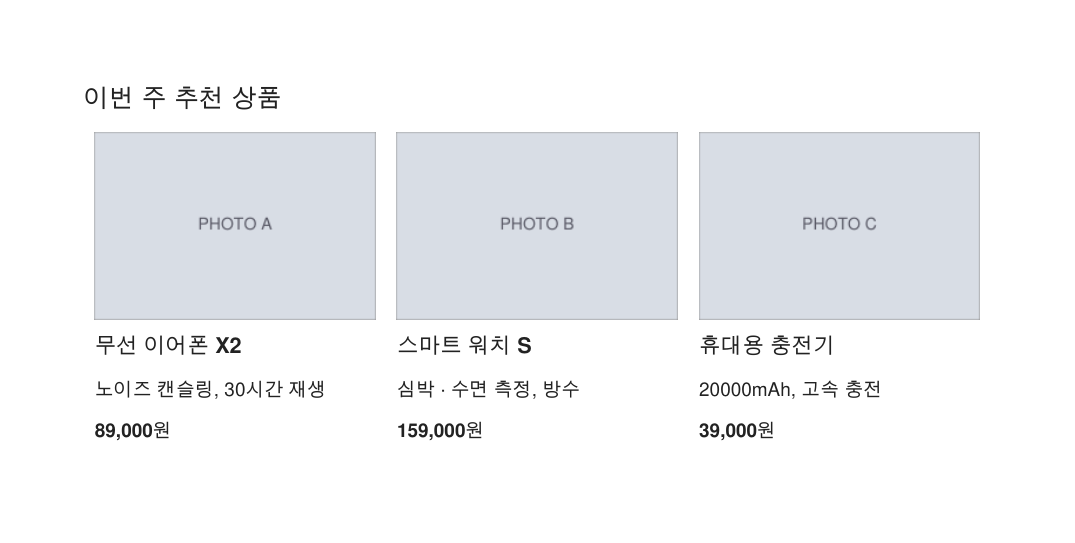 이번 주 추천 상품
PHOTO A
무선 이어폰 X2
노이즈 캔슬링, 30시간 재생
89,000원
PHOTO B
스마트 워치 S
심박 · 수면 측정, 방수
159,000원
PHOTO C
휴대용 충전기
20000mAh, 고속 충전
39,000원